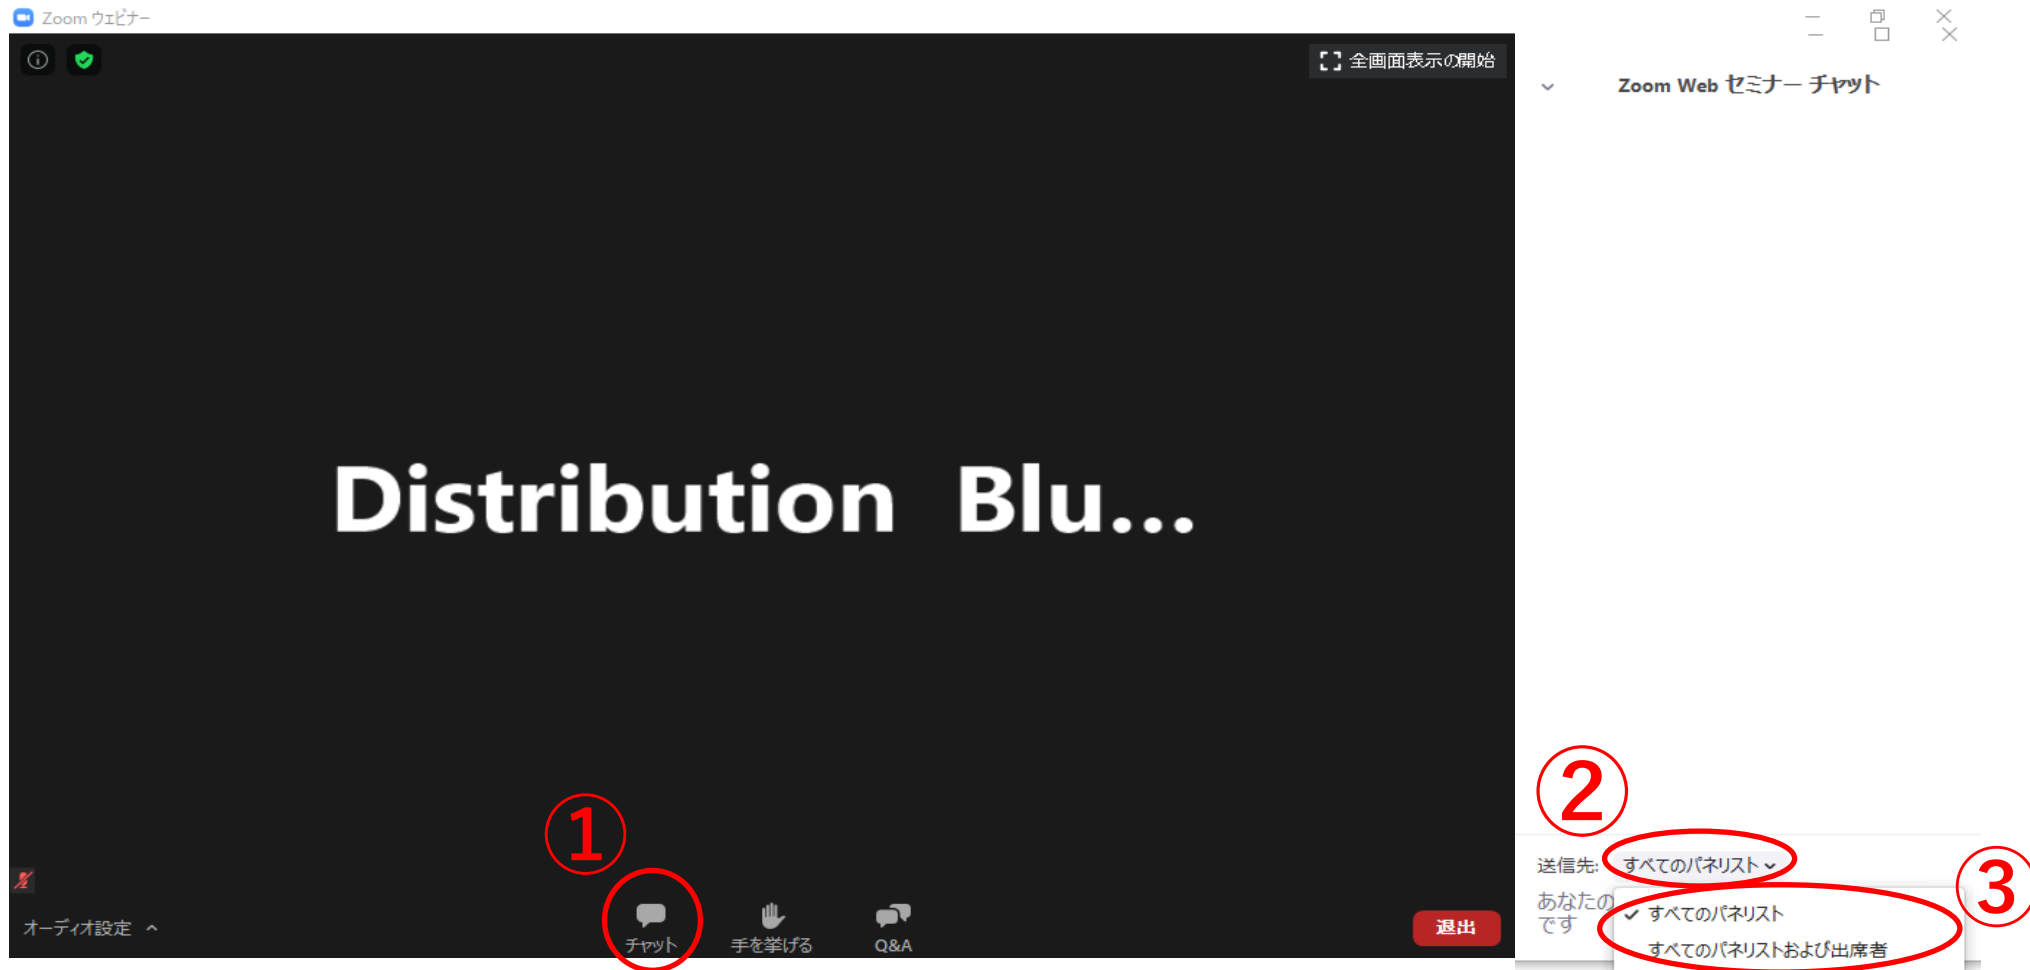 Zoom ウェビナー
全画面表示の開始
Zoom Web セミナー チャット
Distribution Blu...
①
②
送信先: すべてのパネリスト
③
あなたの
です
すべてのパネリスト
すべてのパネリストおよび出席者
オーディオ設定
チャット
手を挙げる
Q&A
退出